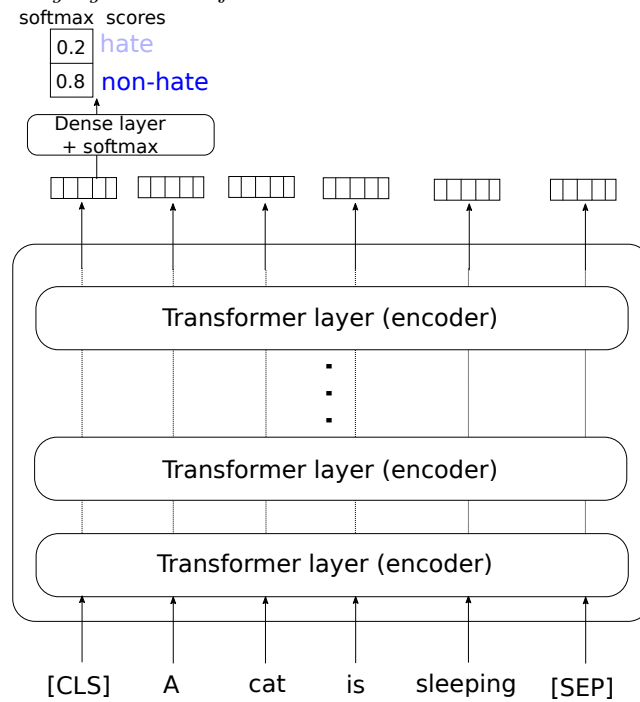 softmax scores
0.2 hate
0.8 non-hate
Dense layer
+ softmax
Transformer layer (encoder)
Transformer layer (encoder)
Transformer layer (encoder)
[CLS] A cat is sleeping [SEP]